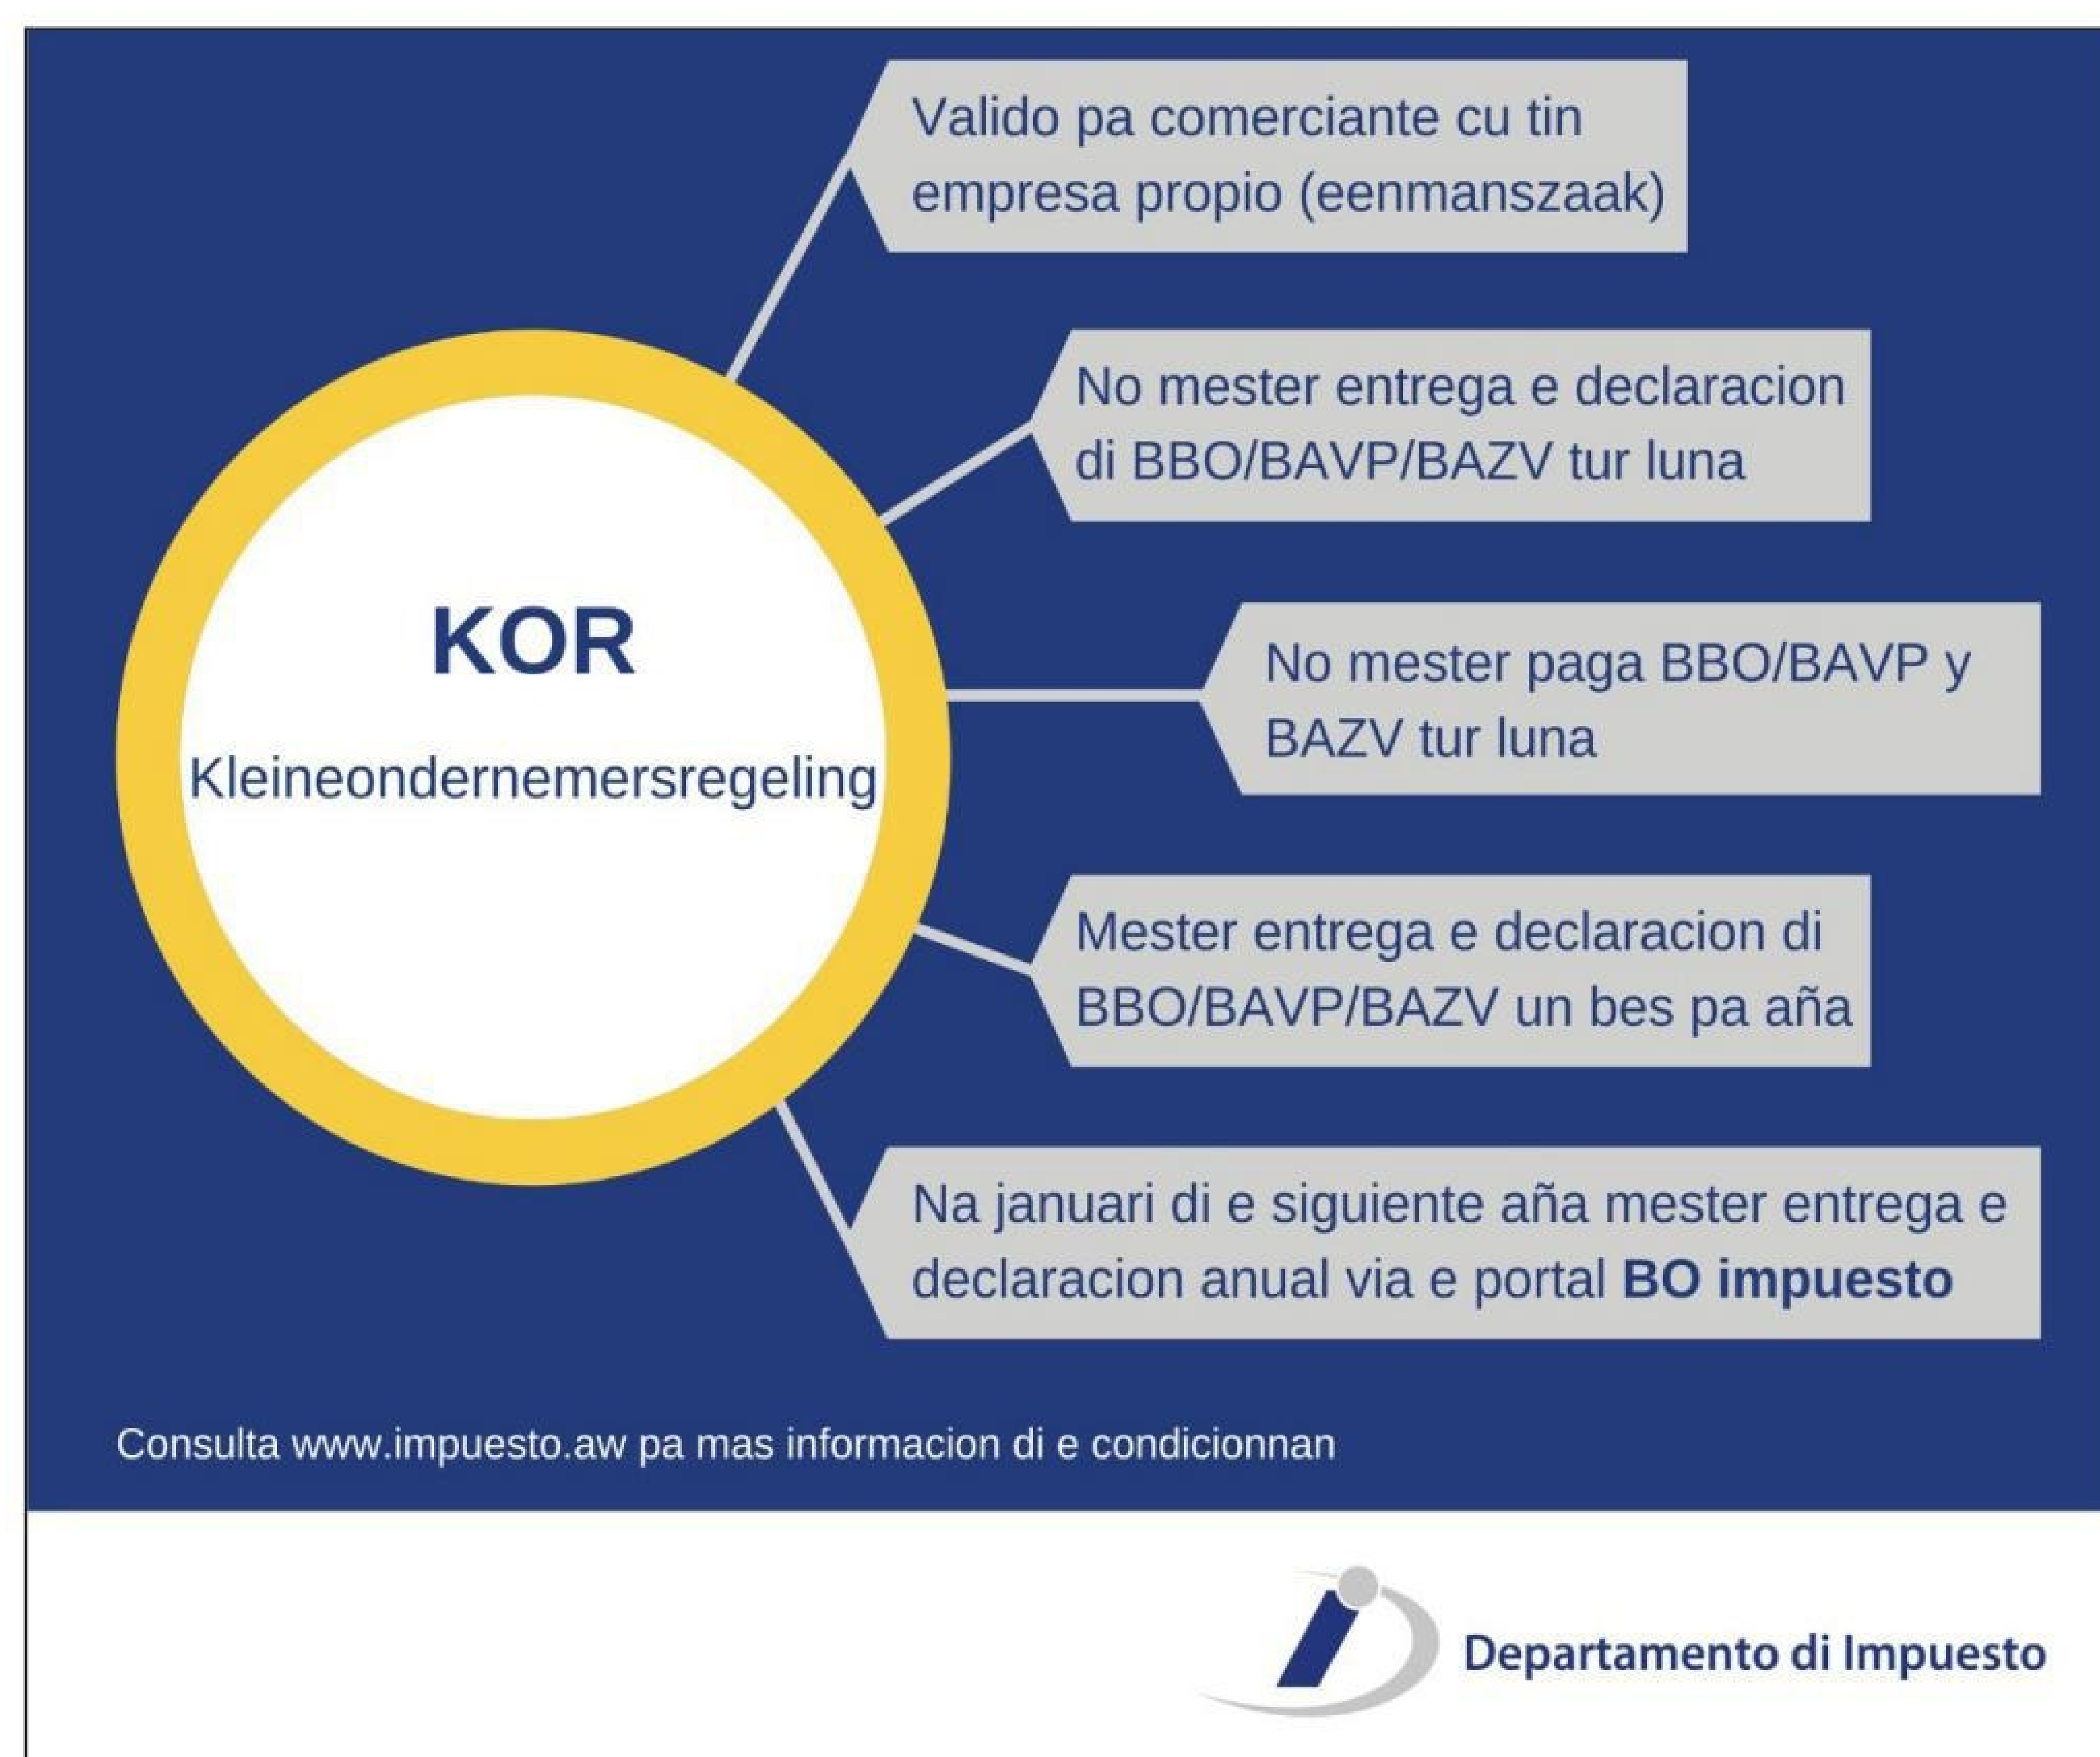 Valido pa comerciante cu tin
empresa propio (eenmanszaak)
No mester entrega e declaracion
di BBO/BAVP/BAZV tur luna
KOR
Kleineondernemersregeling
No mester paga BBO/BAVP y
BAZV tur luna
Mester entrega e declaracion di
BBO/BAVP/BAZV un bes pa aña
Na januari di e siguiente aña mester entrega e
declaracion anual via e portal BO impuesto
Consulta www.impuesto.aw pa mas informacion di e condicionnan
Departamento di Impuesto